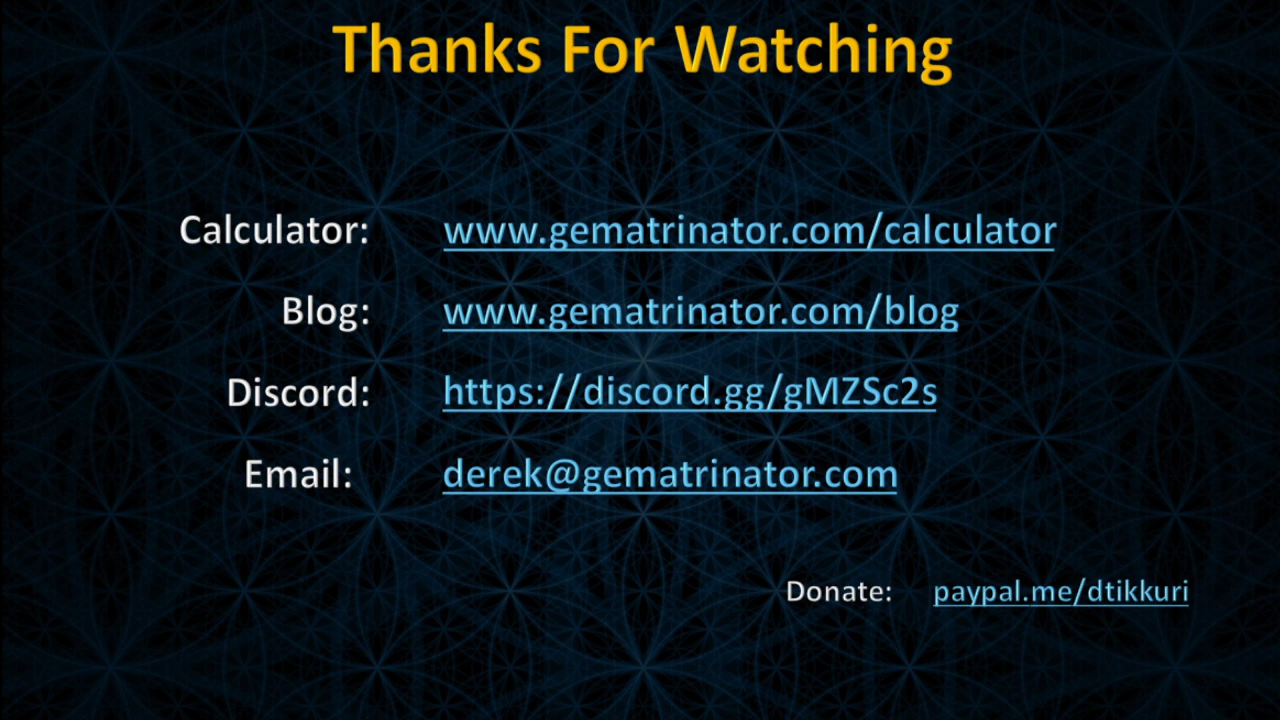 Thanks For Watching
Calculator: www.gematrinator.com/calculator
Blog: www.gematrinator.com/blog
Discord: https://discord.gg/gMZSc2s
Email: derek@gematrinator.com
Donate: paypal.me/dtikkuri